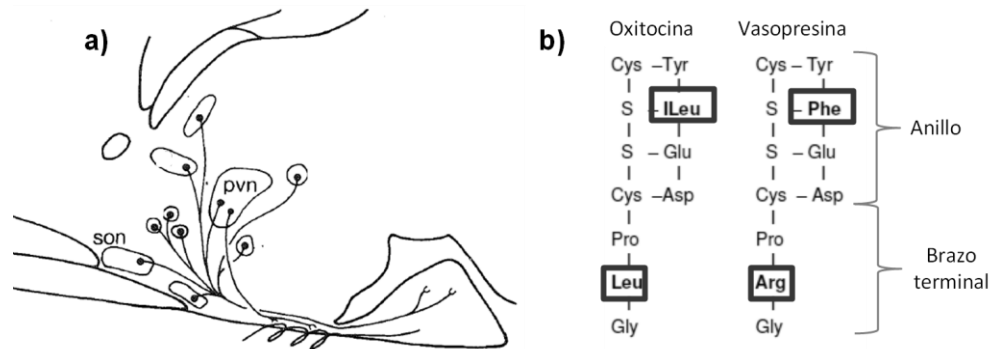 a)
pvn
son
b)
Oxitocina Vasopresina
Cys –Tyr Cys – Tyr
S – ILeu S – Phe
S – Glu S – Glu
Cys –Asp Cys – Asp
Pro Pro
Leu Arg
Gly Gly
Anillo
Brazo
terminal